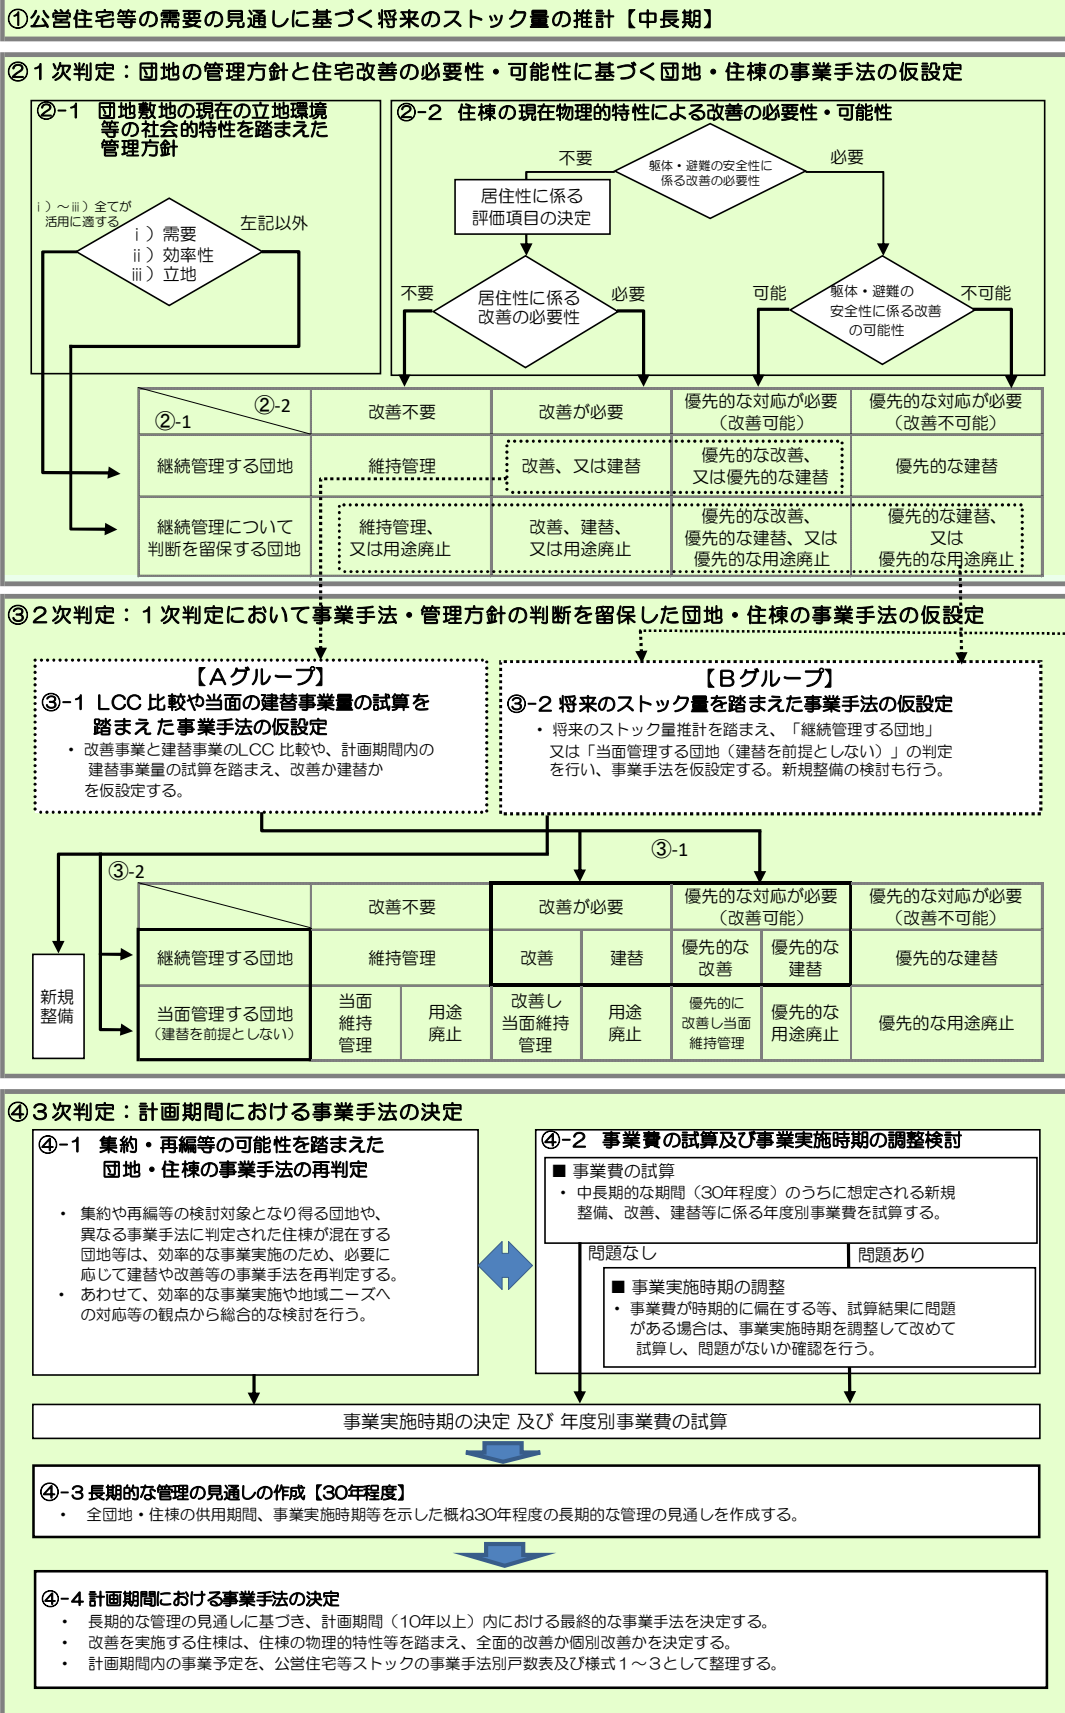 ①公営住宅等の需要の見通しに基づく将来のストック量の推計【中長期】
②１次判定：団地の管理方針と住宅改善の必要性・可能性に基づく団地・住棟の事業手法の仮設定
②-1　団地敷地の現在の立地環境
等の社会的特性を踏まえた
管理方針
ⅰ）～ⅲ）全てが
活用に適する
左記以外
ⅰ）需要
ⅱ）効率性
ⅲ）立地
②-2　住棟の現在物理的特性による改善の必要性・可能性
不要
躯体・避難の安全性に
係る改善の必要性
必要
居住性に係る
評価項目の決定
不要
居住性に係る
改善の必要性
必要
可能
躯体・避難の
安全性に係る改善
の可能性
不可能
②-2
②-1
改善不要
改善が必要
優先的な対応が必要
（改善可能）
優先的な対応が必要
（改善不可能）
継続管理する団地
維持管理
改善、又は建替
優先的な改善、
又は優先的な建替
優先的な建替
継続管理について
判断を留保する団地
維持管理、
又は用途廃止
改善、建替、
又は用途廃止
優先的な改善、
優先的な建替、又は
優先的な用途廃止
優先的な建替、
又は
優先的な用途廃止
③２次判定：１次判定において事業手法・管理方針の判断を留保した団地・住棟の事業手法の仮設定
【Ａグループ】
③-1 LCC 比較や当面の建替事業量の試算を
踏まえた事業手法の仮設定
・ 改善事業と建替事業のLCC 比較や、計画期間内の
建替事業量の試算を踏まえ、改善か建替か
を仮設定する。
【Ｂグループ】
③-2 将来のストック量を踏まえた事業手法の仮設定
・ 将来のストック量推計を踏まえ、「継続管理する団地」
又は「当面管理する団地（建替を前提としない）」の判定
を行い、事業手法を仮設定する。新規整備の検討も行う。
③-1
③-2
改善不要
改善が必要
優先的な対応が必要
（改善可能）
優先的な対応が必要
（改善不可能）
継続管理する団地
維持管理
改善
建替
優先的な
改善
優先的な
建替
優先的な建替
新規
整備
当面管理する団地
（建替を前提としない）
当面
維持
管理
用途
廃止
改善し
当面維持
管理
用途
廃止
優先的に
改善し当面
維持管理
優先的な
用途廃止
優先的な用途廃止
④３次判定：計画期間における事業手法の決定
④-1　集約・再編等の可能性を踏まえた
団地・住棟の事業手法の再判定
・ 集約や再編等の検討対象となり得る団地や、
異なる事業手法に判定された住棟が混在する
団地等は、効率的な事業実施のため、必要に
応じて建替や改善等の事業手法を再判定する。
・ あわせて、効率的な事業実施や地域ニーズへ
の対応等の観点から総合的な検討を行う。
④-2　事業費の試算及び事業実施時期の調整検討
■ 事業費の試算
・ 中長期的な期間（30年程度）のうちに想定される新規
整備、改善、建替等に係る年度別事業費を試算する。
問題なし
問題あり
■ 事業実施時期の調整
・ 事業費が時期的に偏在する等、試算結果に問題
がある場合は、事業実施時期を調整して改めて
試算し、問題がないか確認を行う。
事業実施時期の決定 及び 年度別事業費の試算
④-3 長期的な管理の見通しの作成【30年程度】
・ 全団地・住棟の供用期間、事業実施時期等を示した概ね30年程度の長期的な管理の見通しを作成する。
④-4 計画期間における事業手法の決定
・ 長期的な管理の見通しに基づき、計画期間（10年以上）内における最終的な事業手法を決定する。
・ 改善を実施する住棟は、住棟の物理的特性等を踏まえ、全面的改善か個別改善かを決定する。
・ 計画期間内の事業予定を、公営住宅等ストックの事業手法別戸数表及び様式１～３として整理する。